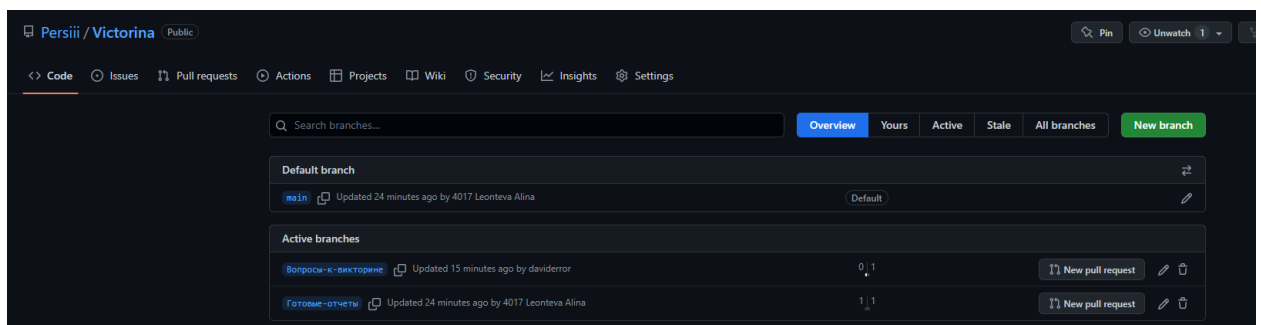 Persiii / Victorina Public Pin Unwatch 1
Code Issues Pull requests Actions Projects Wiki Security Insights Settings
Search branches... Overview Yours Active Stale All branches New branch
Default branch
main Updated 24 minutes ago by 4017 Leonteva Alina Default
Active branches
Вопросы-к-викторине Updated 15 minutes ago by daviderror 0 1 New pull request
Готовые-отчеты Updated 24 minutes ago by 4017 Leonteva Alina 1 1 New pull request